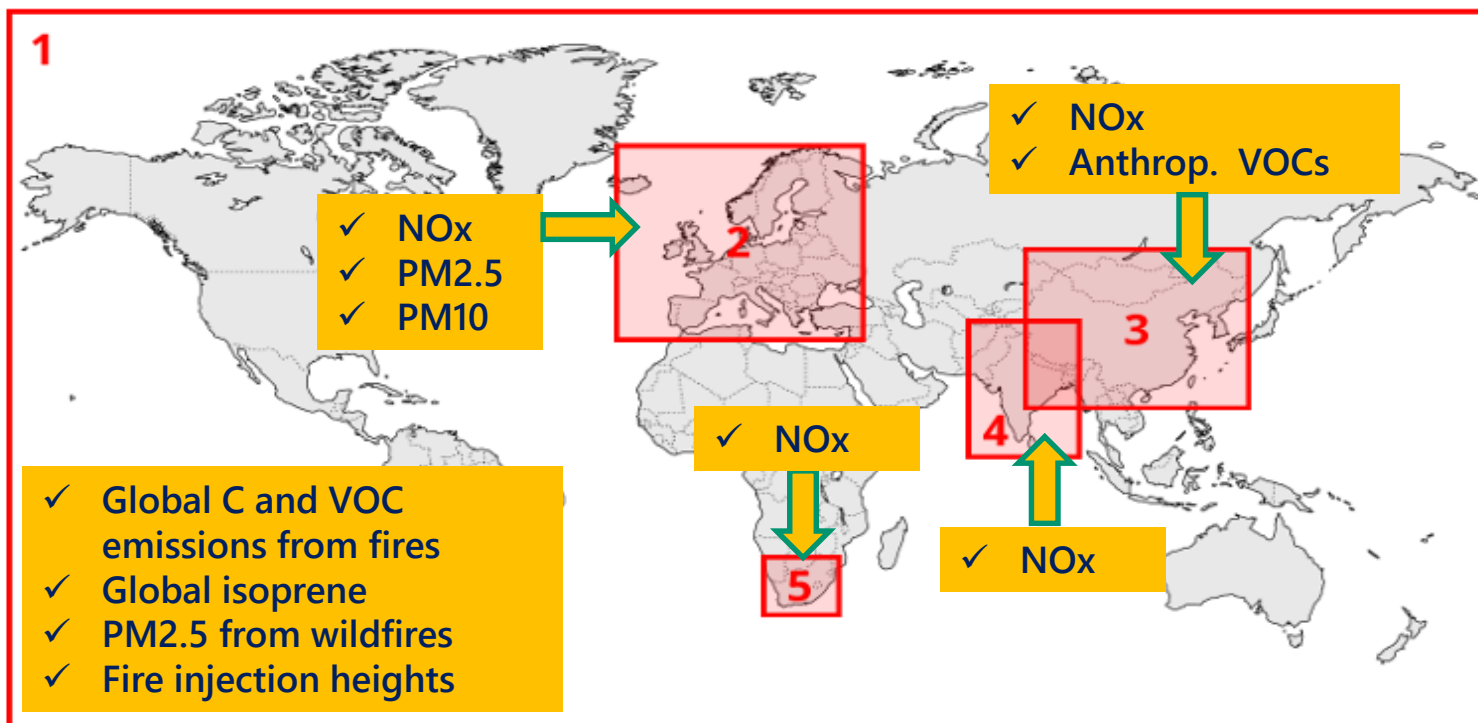 1
✓ NOx
✓ Anthrop. VOCs
✓ NOx
✓ PM2.5
✓ PM10
2
3
4
✓ NOx
✓ NOx
5
✓ Global C and VOC
emissions from fires
✓ Global isoprene
✓ PM2.5 from wildfires
✓ Fire injection heights